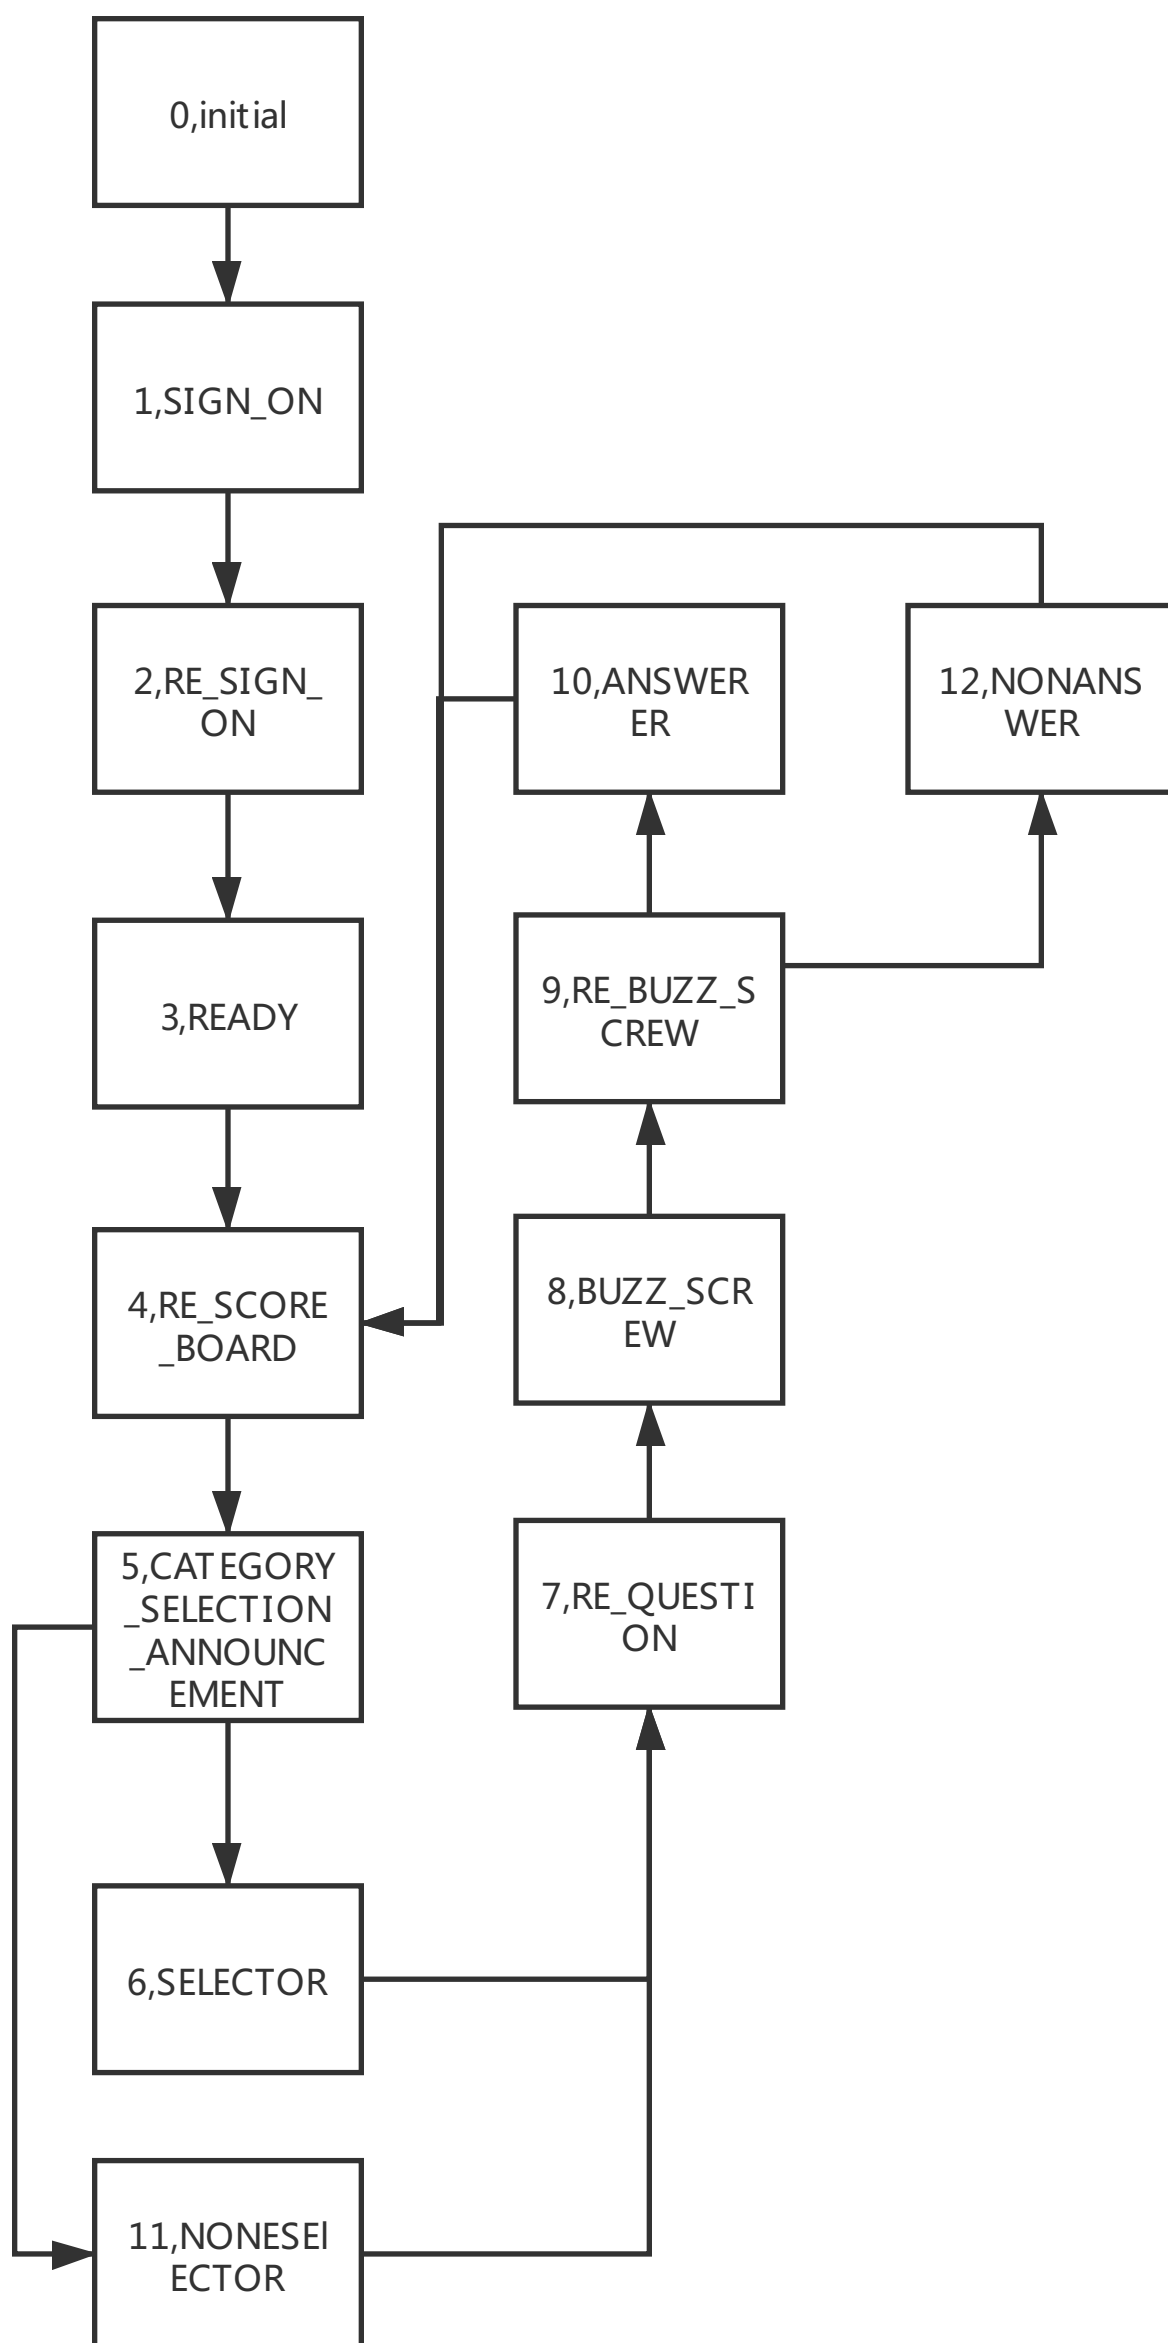 0,initial
1,SIGN_ON
2,RE_SIGN_
ON
10,ANSWER
ER
12,NONANS
WER
3,READY
9,RE_BUZZ_S
CREW
4,RE_SCORE
_BOARD
8,BUZZ_SCR
EW
5,CATEGORY
_SELECTION
_ANNOUNC
EMENT
7,RE_QUESTI
ON
6,SELECTOR
11,NONESEl
ECTOR